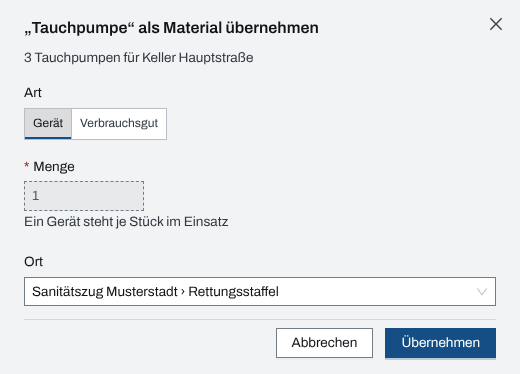 „Tauchpumpe“ als Material übernehmen
3 Tauchpumpen für Keller Hauptstraße
Art
Gerät Verbrauchsgut
* Menge
1
Ein Gerät steht je Stück im Einsatz
Ort
Sanitätszug Musterstadt › Rettungsstaffel
Abbrechen Übernehmen